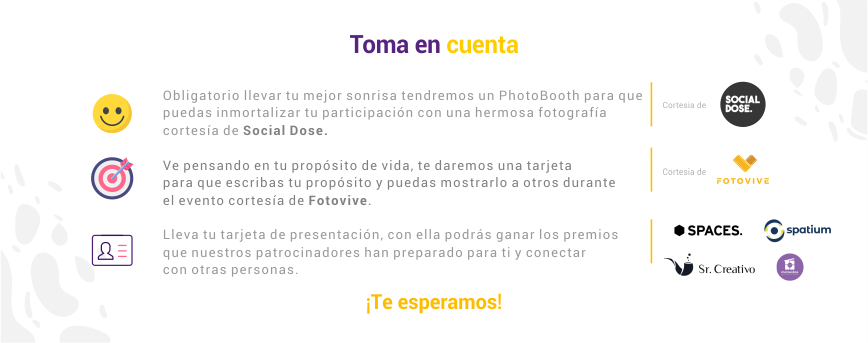 Toma en cuenta
Obligatorio llevar tu mejor sonrisa tendremos un PhotoBooth para que
puedas inmortalizar tu participación con una hermosa fotografía
cortesía de Social Dose.
Cortesia de
SOCIAL
DOSE.
Ve pensando en tu propósito de vida, te daremos una tarjeta
para que escribas tu propósito y puedas mostrarlo a otros durante
el evento cortesía de Fotovive.
Cortesia de
FOTOVIVE
Lleva tu tarjeta de presentación, con ella podrás ganar los premios
que nuestros patrocinadores han preparado para ti y conectar
con otras personas.
SPACES.
spatium
Sr. Creativo
¡Te esperamos!